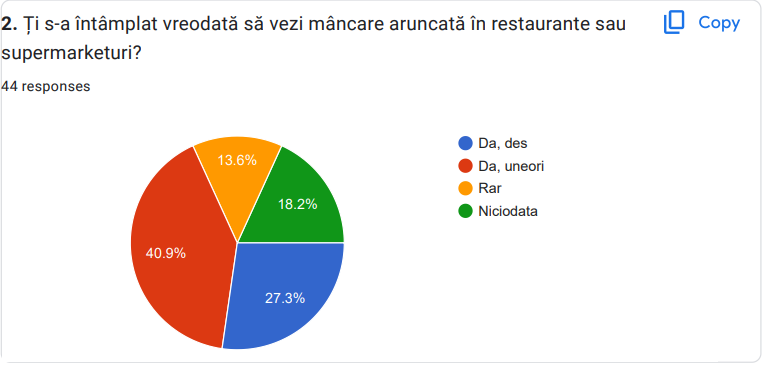 2. Ți s-a întâmplat vreodată să vezi mâncare aruncată în restaurante sau
supermarketuri?
Copy
44 responses
13.6%
18.2%
40.9%
27.3%
Da, des
Da, uneori
Rar
Niciodata